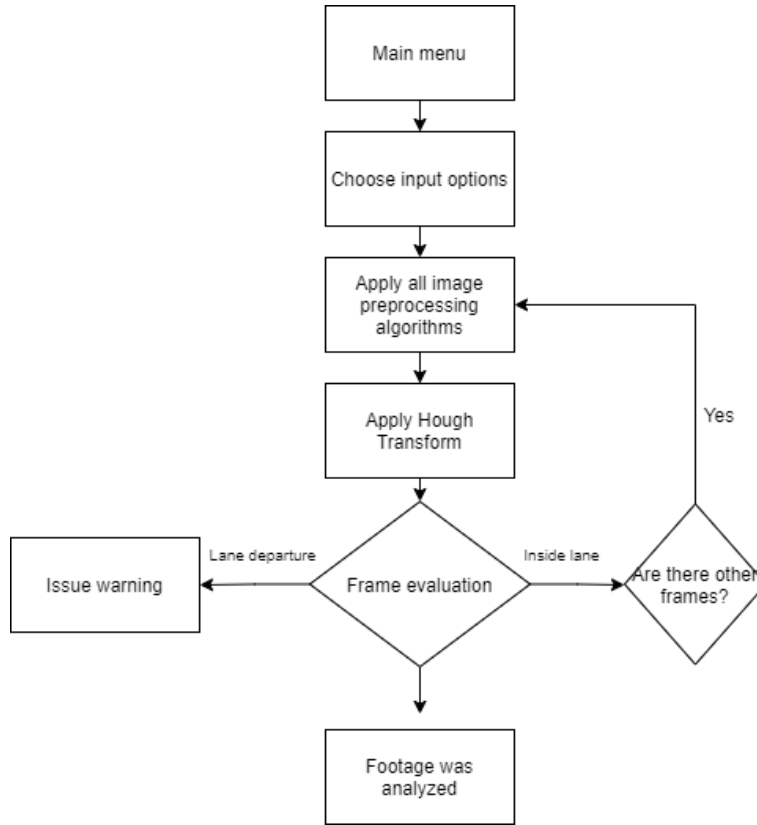 Main menu
Choose input options
Apply all image
preprocessing
algorithms
Yes
Apply Hough
Transform
Lane departure
Inside lane
Issue warning
Frame evaluation
Are there other
frames?
Footage was
analyzed